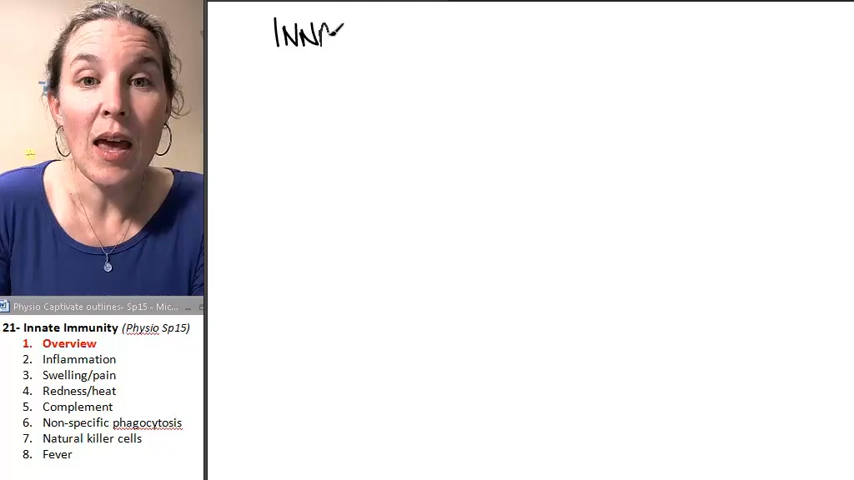 INN
Physio Captivate outlines- Sp15 - Mic...
21- Innate Immunity (Physio Sp15)
1. Overview
2. Inflammation
3. Swelling/pain
4. Redness/heat
5. Complement
6. Non-specific phagocytosis
7. Natural killer cells
8. Fever